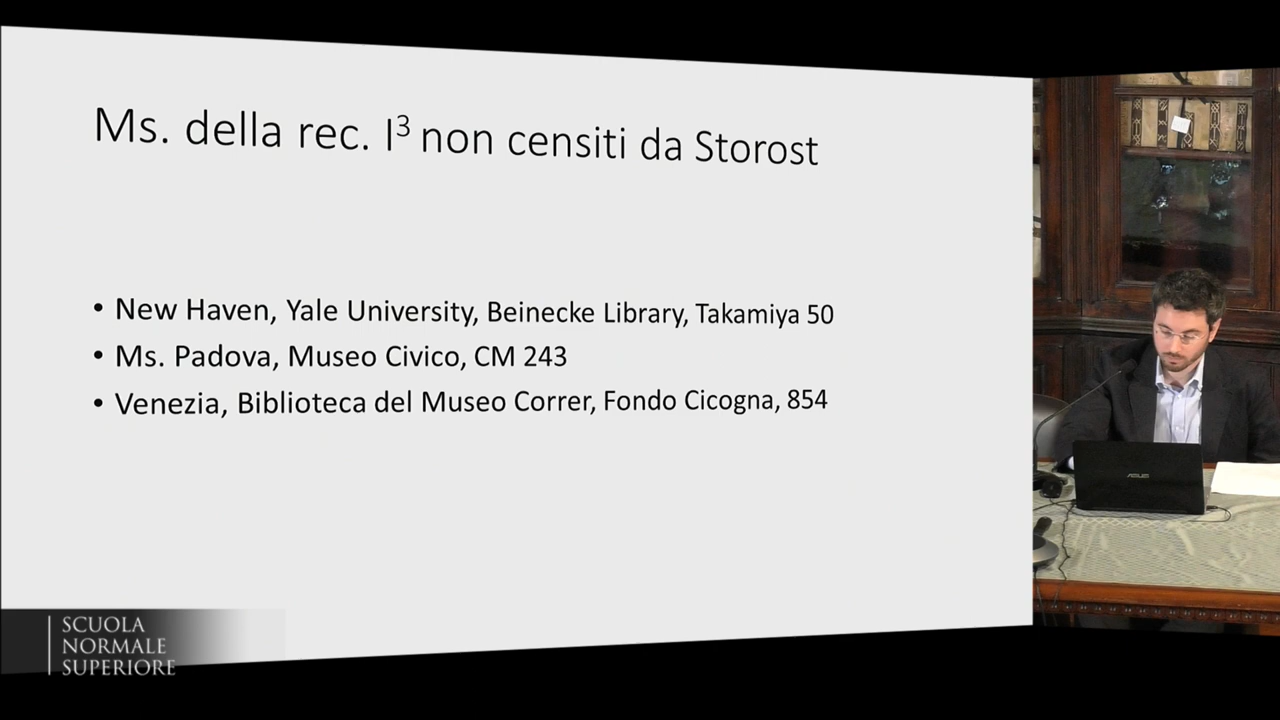 Ms. della rec. I³ non censiti da Storost
• New Haven, Yale University, Beinecke Library, Takamiya 50
• Ms. Padova, Museo Civico, CM 243
• Venezia, Biblioteca del Museo Correr, Fondo Cicogna, 854
SCUOLA
NORMALE
SUPERIORE
ASUS